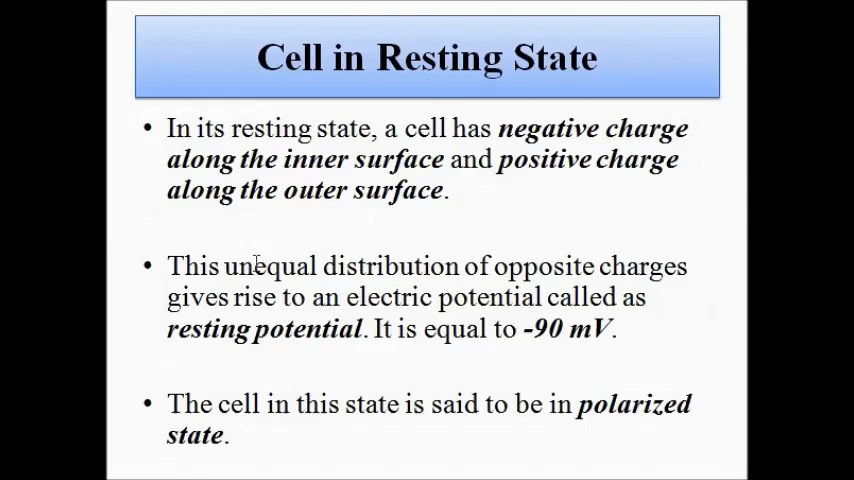 Cell in Resting State
• In its resting state, a cell has negative charge
along the inner surface and positive charge
along the outer surface.
• This unequal distribution of opposite charges
gives rise to an electric potential called as
resting potential. It is equal to -90 mV.
• The cell in this state is said to be in polarized
state.